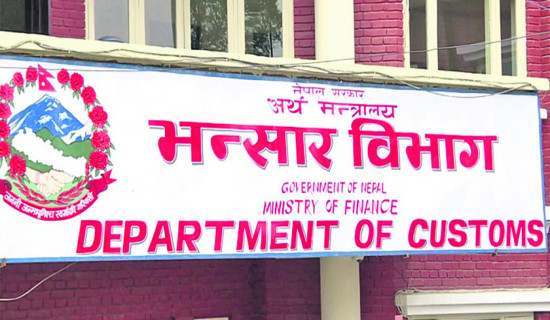 नेपाल सरकार
अर्थ मन्त्रालय
भन्सार विभाग
GOVERNMENT OF NEPAL
MINISTRY OF FINANCE
DEPARTMENT OF CUSTOMS